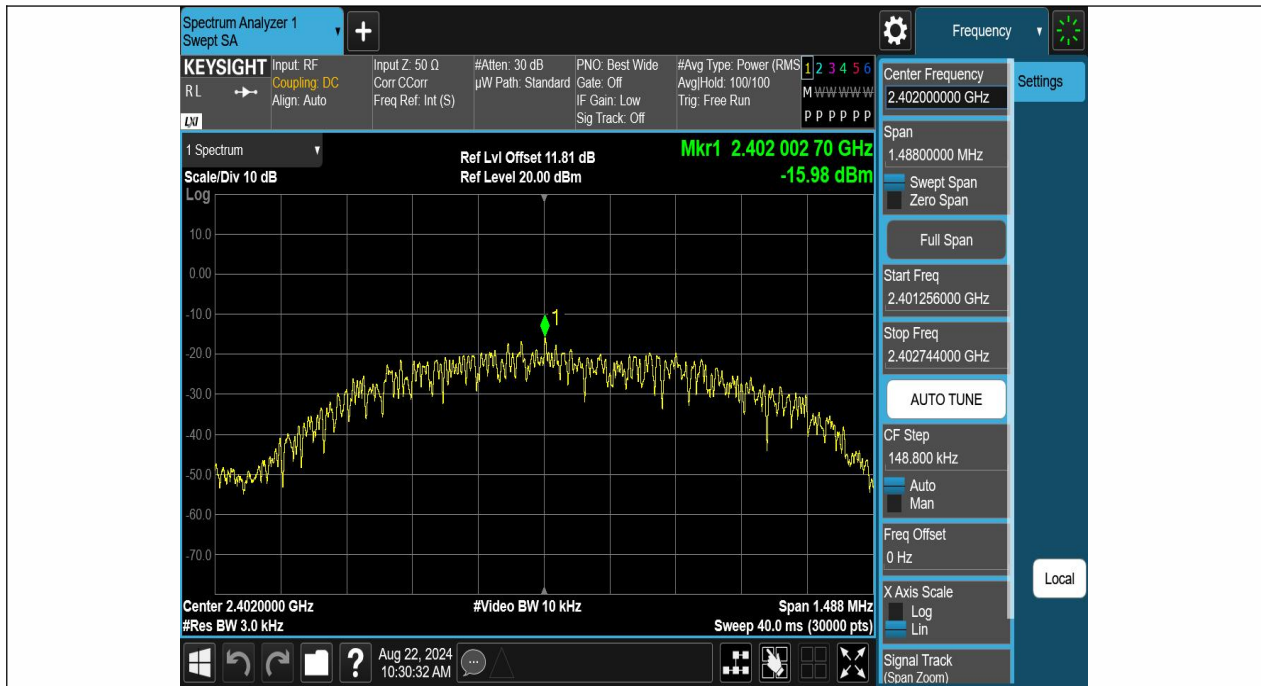 Spectrum Analyzer 1
Swept SA
+
Frequency
KEYSIGHT
RL
LXI
Input: RF
Coupling: DC
Align: Auto
Input Z: 50 Ω
Corr CCorr
Freq Ref: Int (S)
#Atten: 30 dB
µW Path: Standard
PNO: Best Wide
Gate: Off
IF Gain: Low
Sig Track: Off
#Avg Type: Power (RMS
Avg|Hold: 100/100
Trig: Free Run
1 2 3 4 5 6
M W W W W W
P P P P P P
Center Frequency
2.402000000 GHz
Settings
Span
1.48800000 MHz
Swept Span
Zero Span
Full Span
Start Freq
2.401256000 GHz
Stop Freq
2.402744000 GHz
AUTO TUNE
CF Step
148.800 kHz
Auto
Man
Freq Offset
0 Hz
X Axis Scale
Log
Lin
Signal Track
(Span Zoom)
Local
1 Spectrum
Scale/Div 10 dB
Log
Ref Lvl Offset 11.81 dB
Ref Level 20.00 dBm
Mkr1 2.402 002 70 GHz
-15.98 dBm
10.0
0.00
-10.0
-20.0
-30.0
-40.0
-50.0
-60.0
-70.0
1
Center 2.4020000 GHz
#Res BW 3.0 kHz
#Video BW 10 kHz
Span 1.488 MHz
Sweep 40.0 ms (30000 pts)
?
Aug 22, 2024
10:30:32 AM